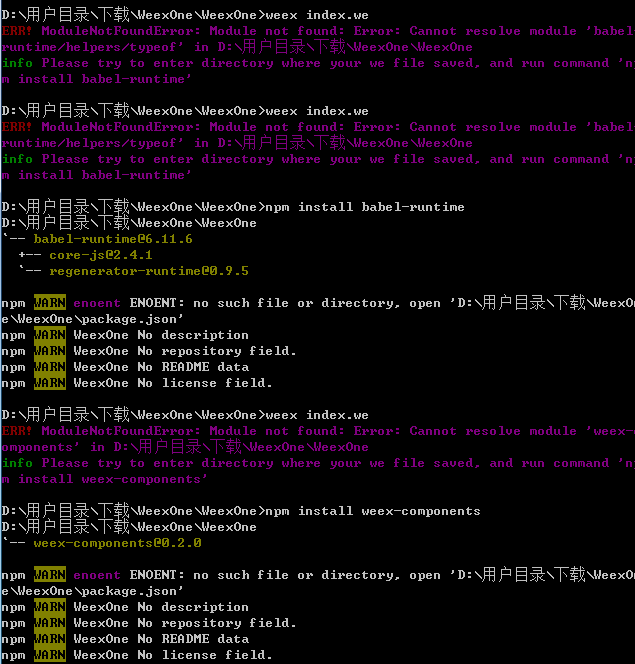 D:\用户目录\下载\WeexOne\WeexOne>weex index.we
ERR! ModuleNotFoundError: Module not found: Error: Cannot resolve module 'babel
runtime/helpers/typeof' in D:\用户目录\下载\WeexOne\WeexOne
info Please try to enter directory where your we file saved, and run command 'n
m install babel-runtime'
D:\用户目录\下载\WeexOne\WeexOne>weex index.we
ERR! ModuleNotFoundError: Module not found: Error: Cannot resolve module 'babel
runtime/helpers/typeof' in D:\用户目录\下载\WeexOne\WeexOne
info Please try to enter directory where your we file saved, and run command 'n
m install babel-runtime'
D:\用户目录\下载\WeexOne\WeexOne>npm install babel-runtime
D:\用户目录\下载\WeexOne\WeexOne
`-- babel-runtime@6.11.6
  +-- core-js@2.4.1
  `-- regenerator-runtime@0.9.5
npm WARN enoent ENOENT: no such file or directory, open 'D:\用户目录\下载\WeexOn
e\WeexOne\package.json'
npm WARN WeexOne No description
npm WARN WeexOne No repository field.
npm WARN WeexOne No README data
npm WARN WeexOne No license field.
D:\用户目录\下载\WeexOne\WeexOne>weex index.we
ERR! ModuleNotFoundError: Module not found: Error: Cannot resolve module 'weex-c
omponents' in D:\用户目录\下载\WeexOne\WeexOne
info Please try to enter directory where your we file saved, and run command 'n
m install weex-components'
D:\用户目录\下载\WeexOne\WeexOne>npm install weex-components
D:\用户目录\下载\WeexOne\WeexOne
`-- weex-components@0.2.0
npm WARN enoent ENOENT: no such file or directory, open 'D:\用户目录\下载\WeexOn
e\WeexOne\package.json'
npm WARN WeexOne No description
npm WARN WeexOne No repository field.
npm WARN WeexOne No README data
npm WARN WeexOne No license field.